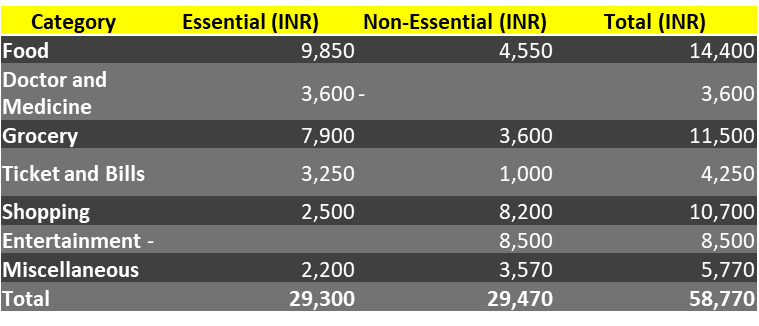 Category Essential (INR) Non-Essential (INR) Total (INR)
Food 9,850 4,550 14,400
Doctor and
Medicine 3,600 - 3,600
Grocery 7,900 3,600 11,500
Ticket and Bills 3,250 1,000 4,250
Shopping 2,500 8,200 10,700
Entertainment - 8,500 8,500
Miscellaneous 2,200 3,570 5,770
Total 29,300 29,470 58,770